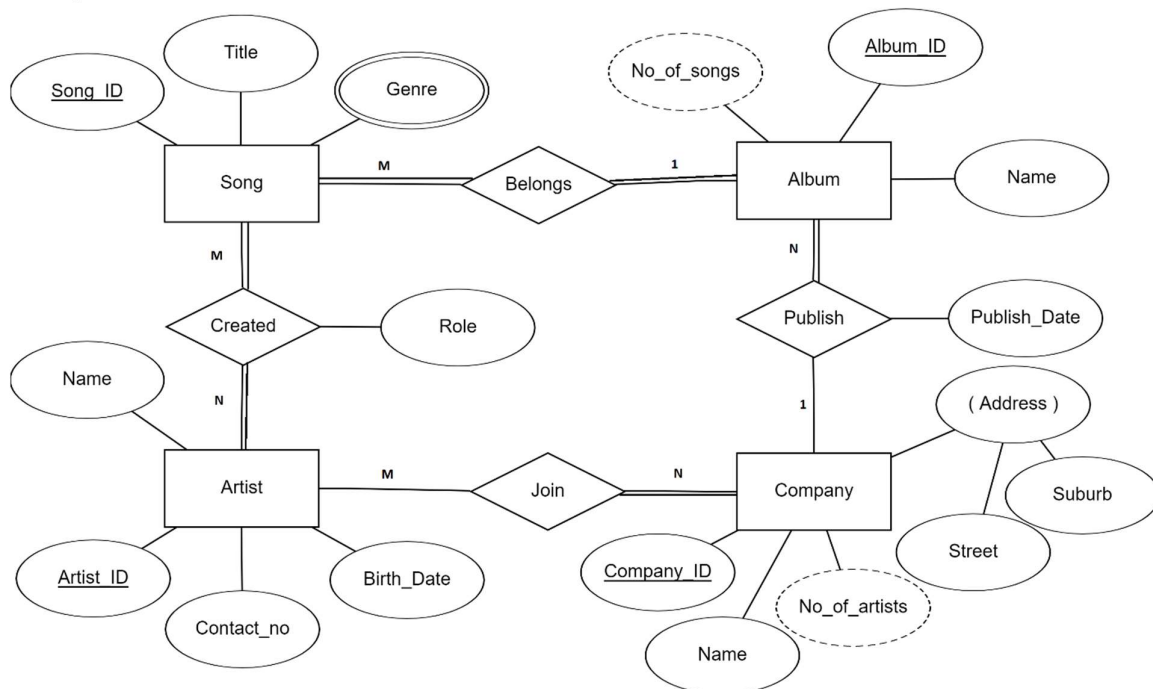 Title
Album_ID
No_of_songs
Song_ID
Genre
M
1
Song
Belongs
Album
Name
M
N
Created
Role
Publish
Publish_Date
Name
N
1
( Address )
M
N
Artist
Join
Company
Suburb
Street
Artist_ID
Birth_Date
Company_ID
No_of_artists
Contact_no
Name